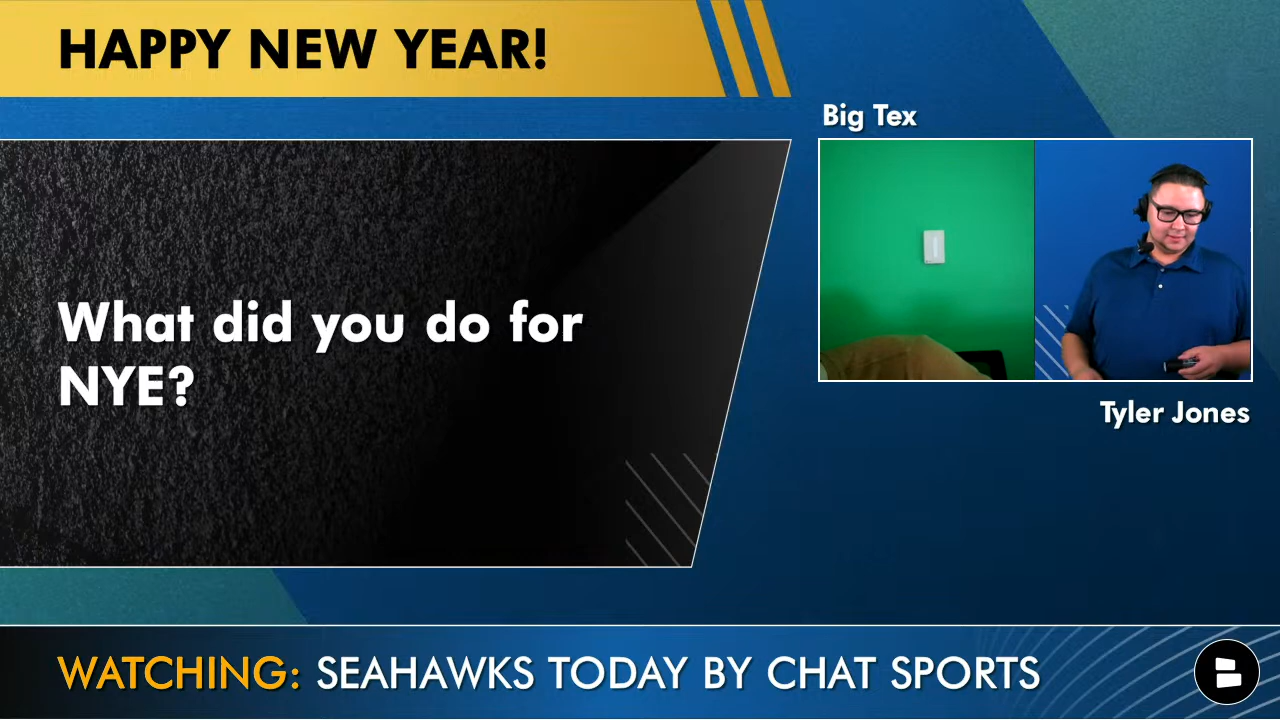 HAPPY NEW YEAR!
Big Tex
What did you do for
NYE?
Tyler Jones
WATCHING: SEAHAWKS TODAY BY CHAT SPORTS